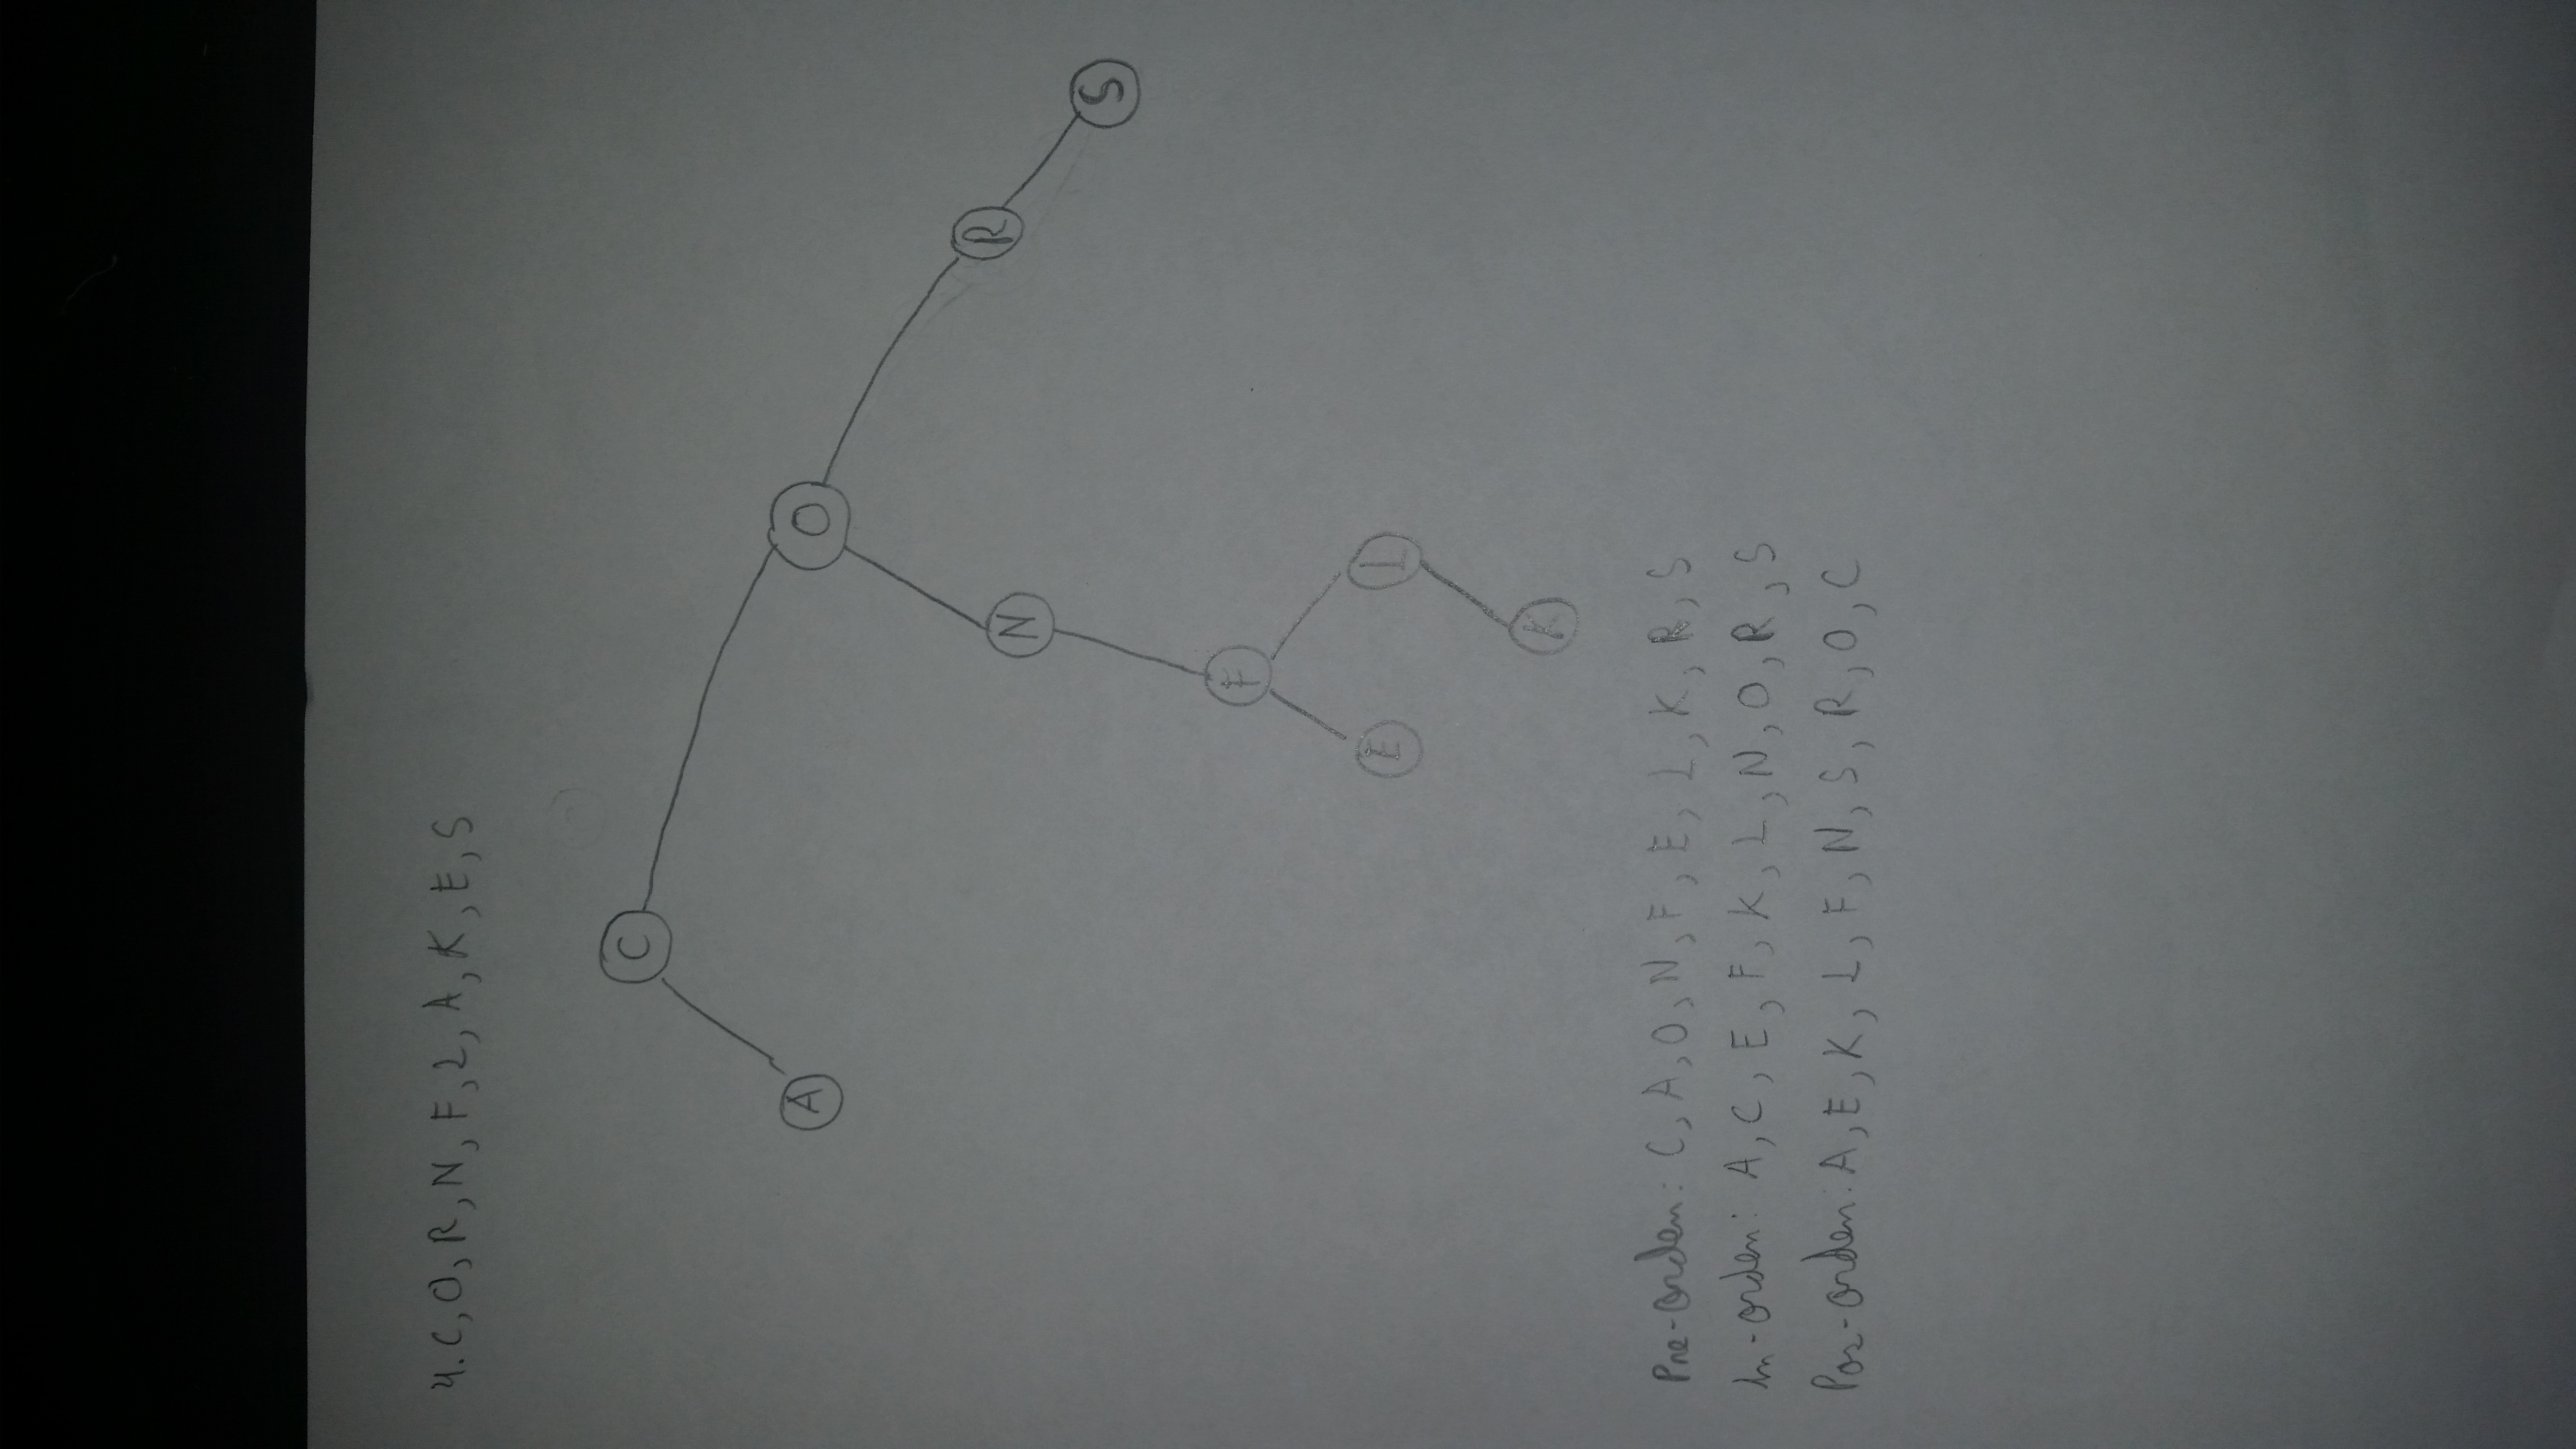 4. C, O, R, N, F, L, A, K, E, S
C
A
O
N
R
S
F
E
L
K
Pre-Orden: C, A, O, N, F, E, L, K, R, S
In-orden: A, C, E, F, K, L, N, O, R, S
Pos-Orden: A, E, K, L, F, N, S, R, O, C